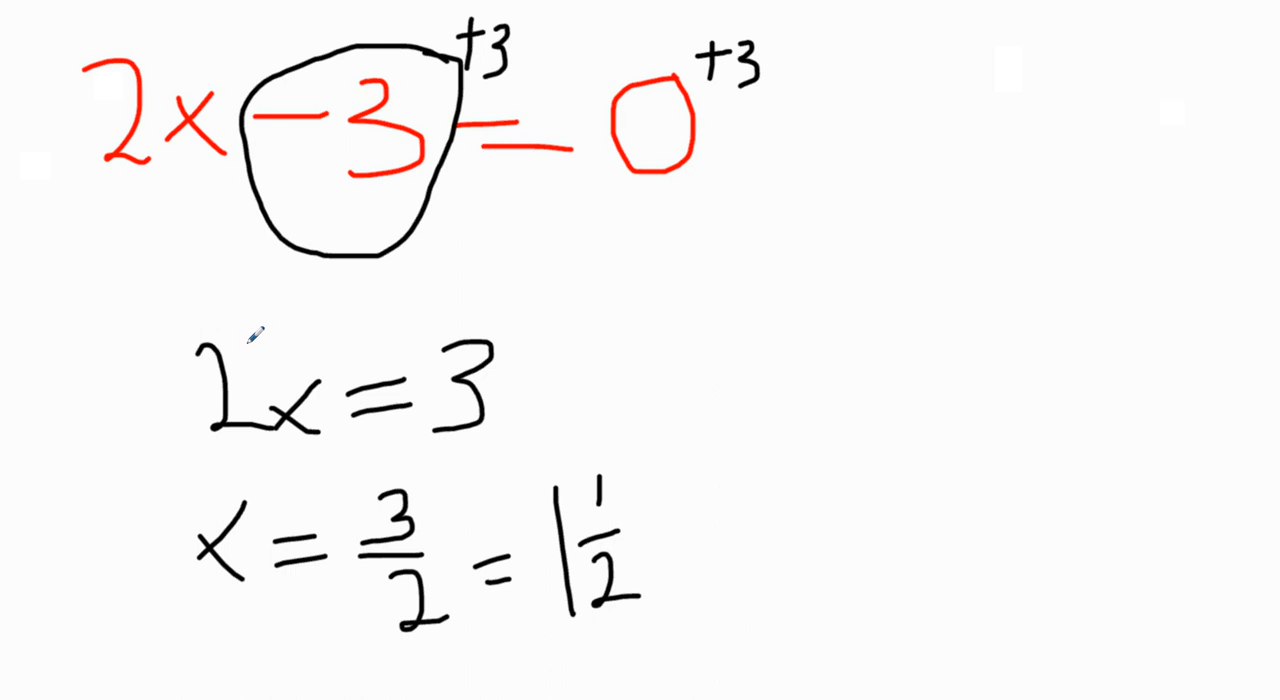 2x - 3 +3 = 0 +3
2x = 3
x = 3/2 = 1 1/2